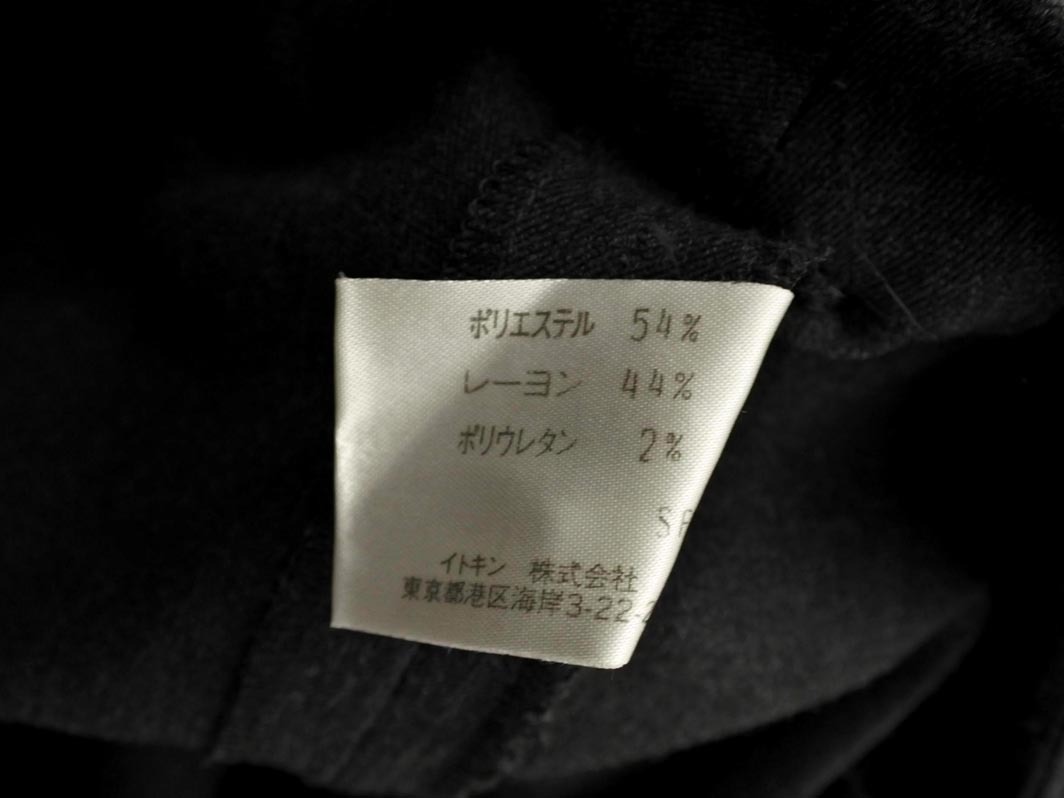 ポリエステル 54%
レーヨン 44%
ポリウレタン 2%
イトキン 株式会社
東京都港区海岸3-22-